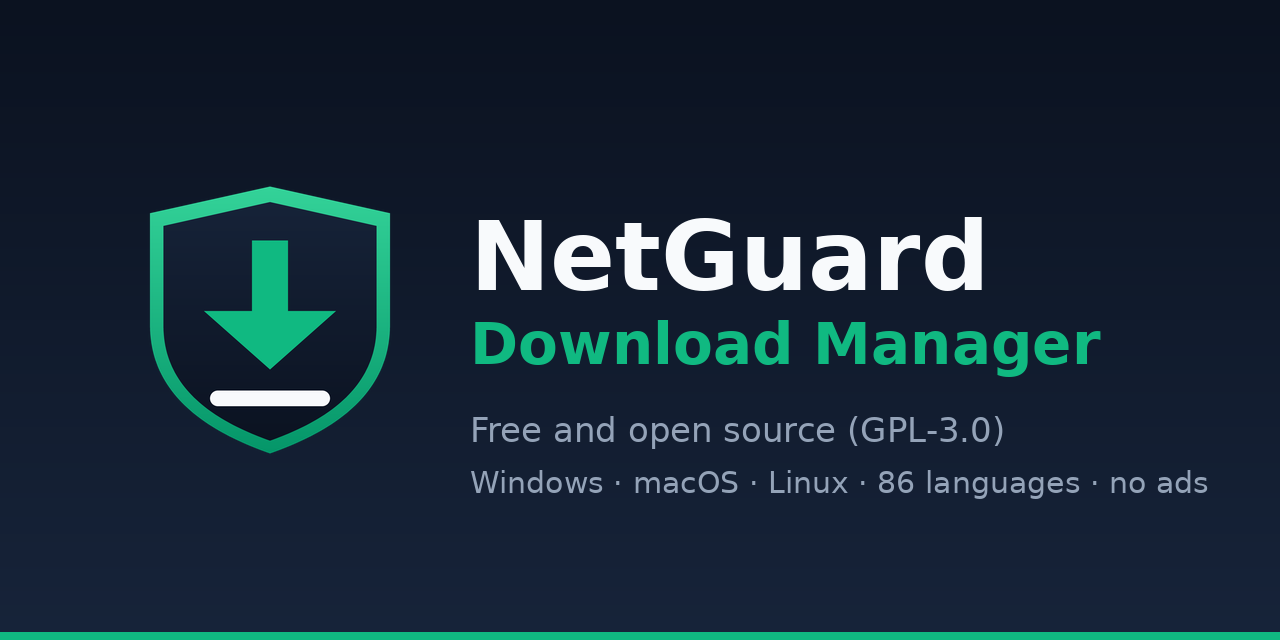 NetGuard
Download Manager
Free and open source (GPL-3.0)
Windows · macOS · Linux · 86 languages · no ads